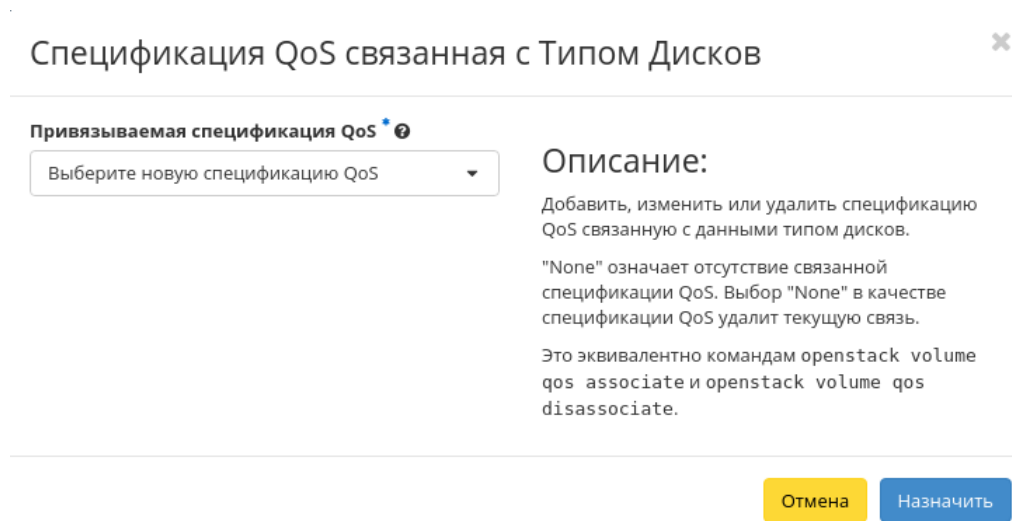 Спецификация QoS связанная с Типом Дисков
Привязываемая спецификация QoS *
Выберите новую спецификацию QoS
Описание:
Добавить, изменить или удалить спецификацию
QoS связанную с данными типом дисков.
"None" означает отсутствие связанной
спецификации QoS. Выбор "None" в качестве
спецификации QoS удалит текущую связь.
Это эквивалентно командам openstack volume
qos associate и openstack volume qos
disassociate.
Отмена
Назначить